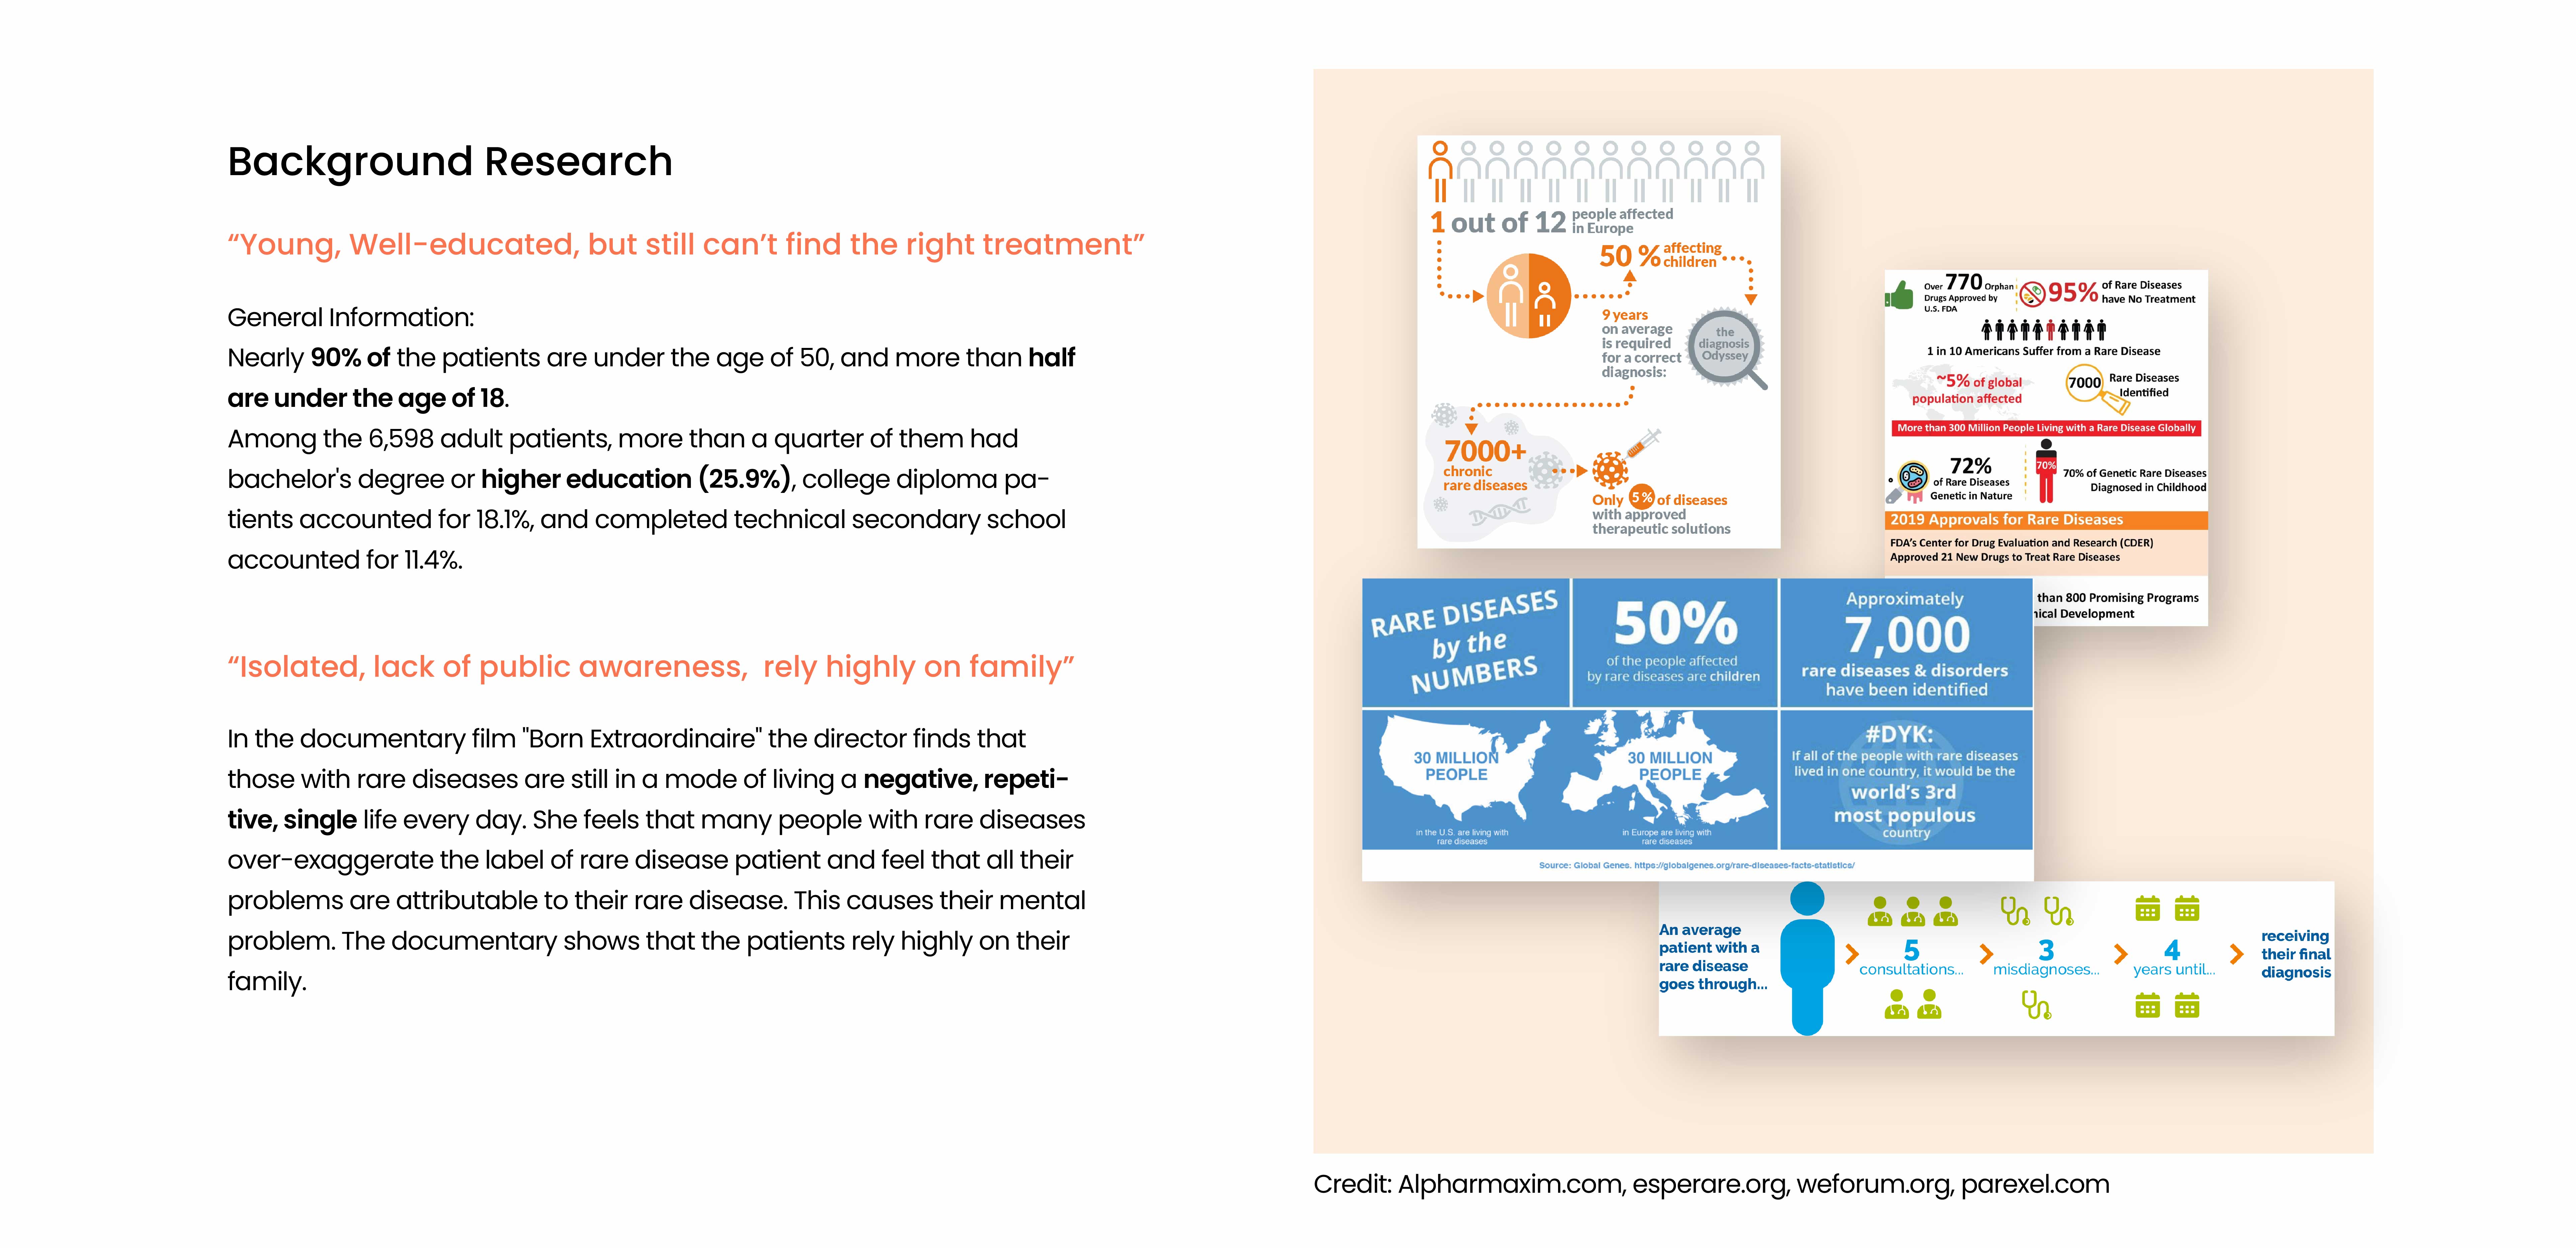 Background Research
“Young, Well-educated, but still can’t find the right treatment”
General Information:
Nearly 90% of the patients are under the age of 50, and more than half
are under the age of 18.
Among the 6,598 adult patients, more than a quarter of them had
bachelor's degree or higher education (25.9%), college diploma pa-
tients accounted for 18.1%, and completed technical secondary school
accounted for 11.4%.
“Isolated, lack of public awareness,  rely highly on family”
In the documentary film "Born Extraordinaire" the director finds that
those with rare diseases are still in a mode of living a negative, repeti-
tive, single life every day. She feels that many people with rare diseases
over-exaggerate the label of rare disease patient and feel that all their
problems are attributable to their rare disease. This causes their mental
problem. The documentary shows that the patients rely highly on their
family.
1 out of 12 people affected
in Europe
50 % affecting
children
9 years
on average
is required
for a correct
diagnosis:
the
diagnosis
Odyssey
7000+
chronic
rare diseases
Only 5% of diseases
with approved
therapeutic solutions
Over 770 Orphan
Drugs Approved by
U.S. FDA
95% of Rare Diseases
have No Treatment
1 in 10 Americans Suffer from a Rare Disease
~5% of global
population affected
7000 Rare Diseases
Identified
More than 300 Million People Living with a Rare Disease Globally
72%
of Rare Diseases
Genetic in Nature
70%
70% of Genetic Rare Diseases
Diagnosed in Childhood
2019 Approvals for Rare Diseases
FDA’s Center for Drug Evaluation and Research (CDER)
Approved 21 New Drugs to Treat Rare Diseases
than 800 Promising Programs
nical Development
RARE DISEASES
by the
NUMBERS
50%
of the people affected
by rare diseases are children
Approximately
7,000
rare diseases & disorders
have been identified
30 MILLION
PEOPLE
in the U.S. are living with
rare diseases
30 MILLION
PEOPLE
in Europe are living with
rare diseases
#DYK:
If all of the people with rare diseases
lived in one country, it would be the
world’s 3rd
most populous
country
Source: Global Genes. https://globalgenes.org/rare-diseases-facts-statistics/
An average
patient with a
rare disease
goes through...
5
consultations...
3
misdiagnoses...
4
years until...
receiving
their final
diagnosis
Credit: Alpharmaxim.com, esperare.org, weforum.org, parexel.com